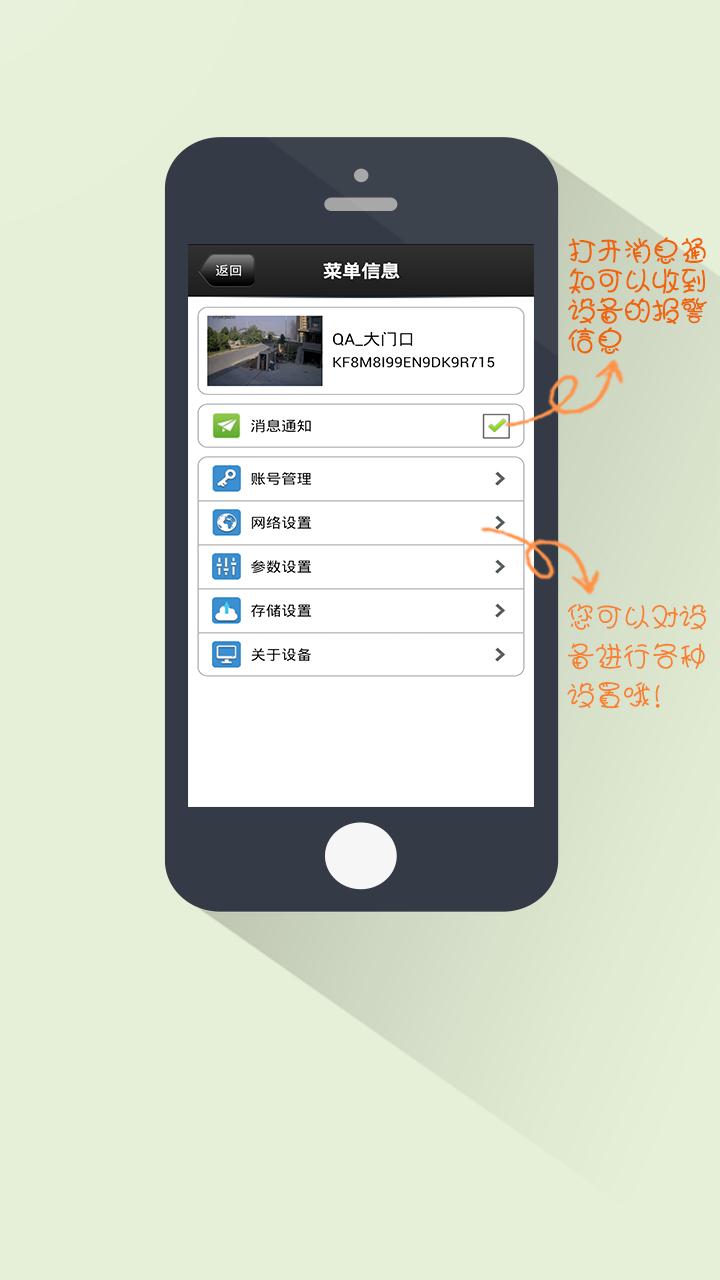 返回
菜单信息
QA_大门口
KF8M8I99EN9DK9R715
消息通知
账号管理
网络设置
参数设置
存储设置
关于设备
打开消息通
知可以收到
设备的报警
信息
您可以对设
备进行各种
设置哦!